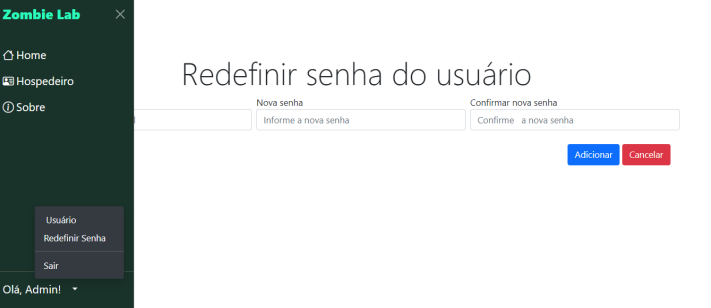 Zombie Lab
Home
Hospedeiro
Sobre
Usuário
Redefinir Senha
Sair
Olá, Admin!
Redefinir senha do usuário
Nova senha
Confirmar nova senha
Informe a nova senha
Confirme a nova senha
Adicionar
Cancelar